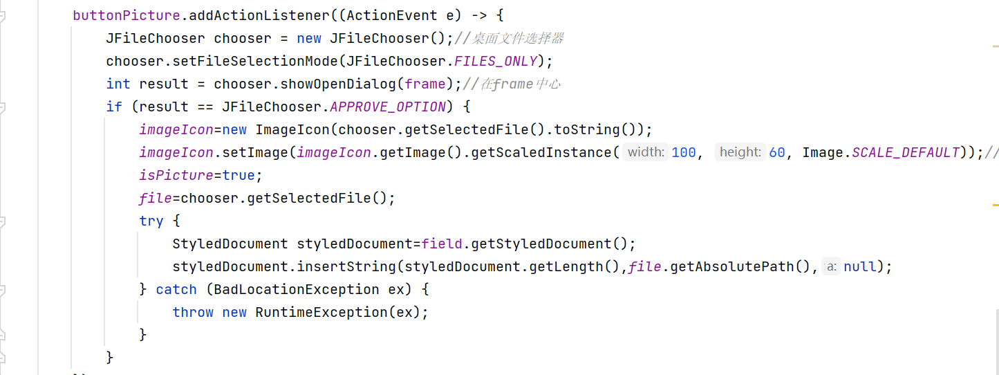 buttonPicture.addActionListener((ActionEvent e) -> {
JFileChooser chooser = new JFileChooser();//桌面文件选择器
chooser.setFileSelectionMode(JFileChooser.FILES_ONLY);
int result = chooser.showOpenDialog(frame);//在frame中心
if (result == JFileChooser.APPROVE_OPTION) {
imageIcon=new ImageIcon(chooser.getSelectedFile().toString());
imageIcon.setImage(imageIcon.getImage().getScaledInstance( width: 100, height: 60, Image.SCALE_DEFAULT));//
isPicture=true;
file=chooser.getSelectedFile();
try {
StyledDocument styledDocument=field.getStyledDocument();
styledDocument.insertString(styledDocument.getLength(),file.getAbsolutePath(), a: null);
} catch (BadLocationException ex) {
throw new RuntimeException(ex);
}
}